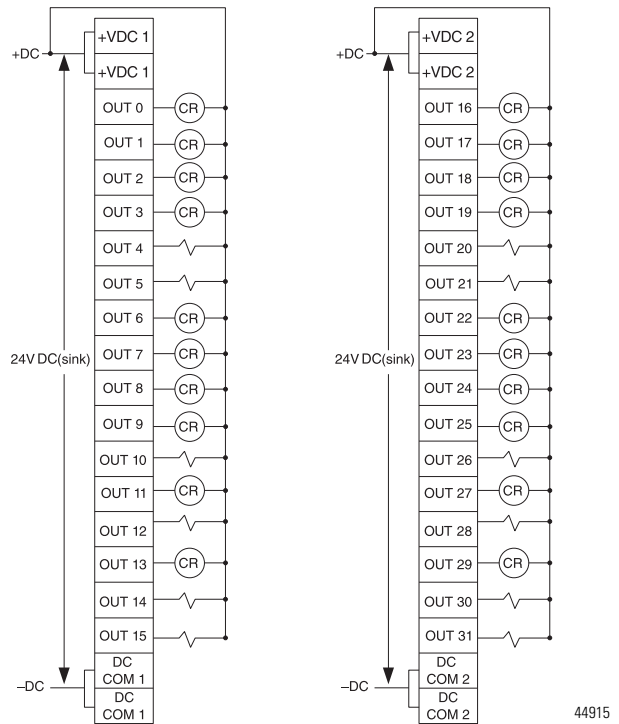 +VDC 1
+DC
+VDC 1
OUT 0 CR
OUT 1 CR
OUT 2 CR
OUT 3 CR
OUT 4
OUT 5
OUT 6 CR
24V DC(sink)
OUT 7 CR
OUT 8 CR
OUT 9 CR
OUT 10
OUT 11 CR
OUT 12
OUT 13 CR
OUT 14
OUT 15
DC
COM 1
–DC
DC
COM 1
+VDC 2
+DC
+VDC 2
OUT 16 CR
OUT 17 CR
OUT 18 CR
OUT 19 CR
OUT 20
OUT 21
OUT 22 CR
24V DC(sink)
OUT 23 CR
OUT 24 CR
OUT 25 CR
OUT 26
OUT 27 CR
OUT 28
OUT 29 CR
OUT 30
OUT 31
DC
COM 2
–DC
DC
COM 2
44915